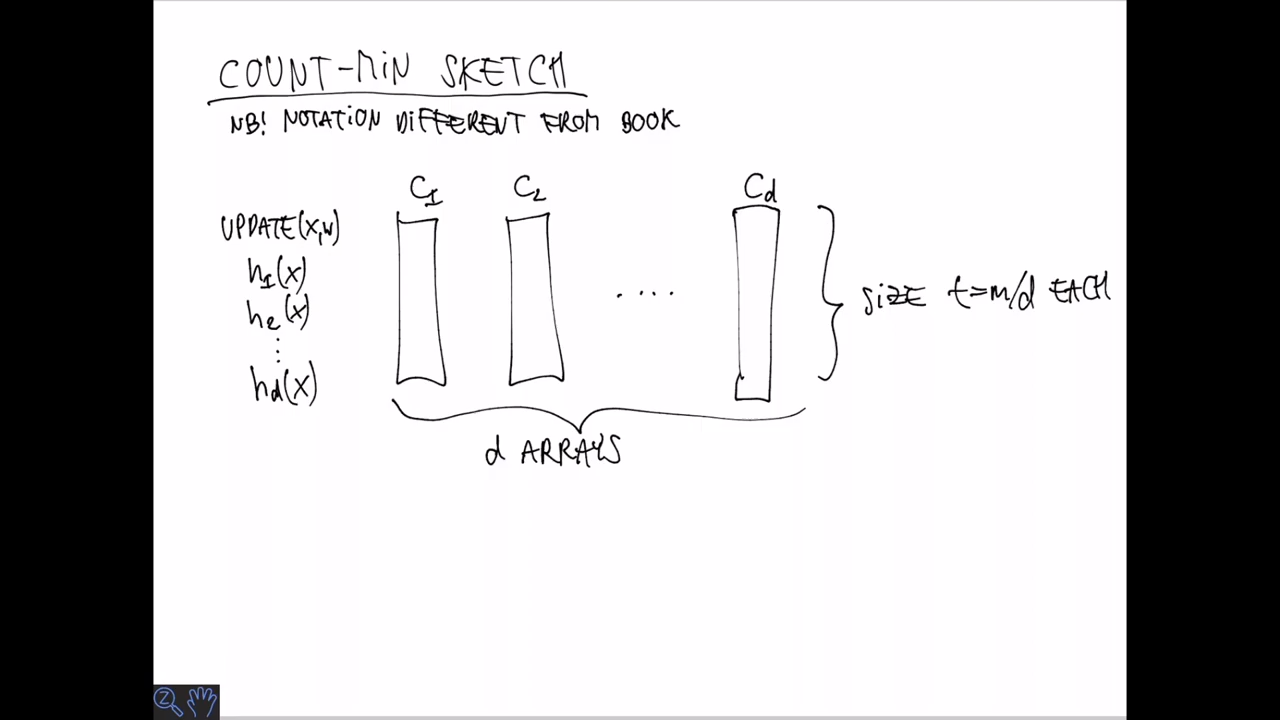 COUNT-MIN SKETCH
NB! NOTATION DIFFERENT FROM BOOK
C1 C2 Cd
UPDATE(x,w)
h1(x)
h2(x)
⋮
hd(x)
....
SIZE t=m/d EACH
d ARRAYS
Z